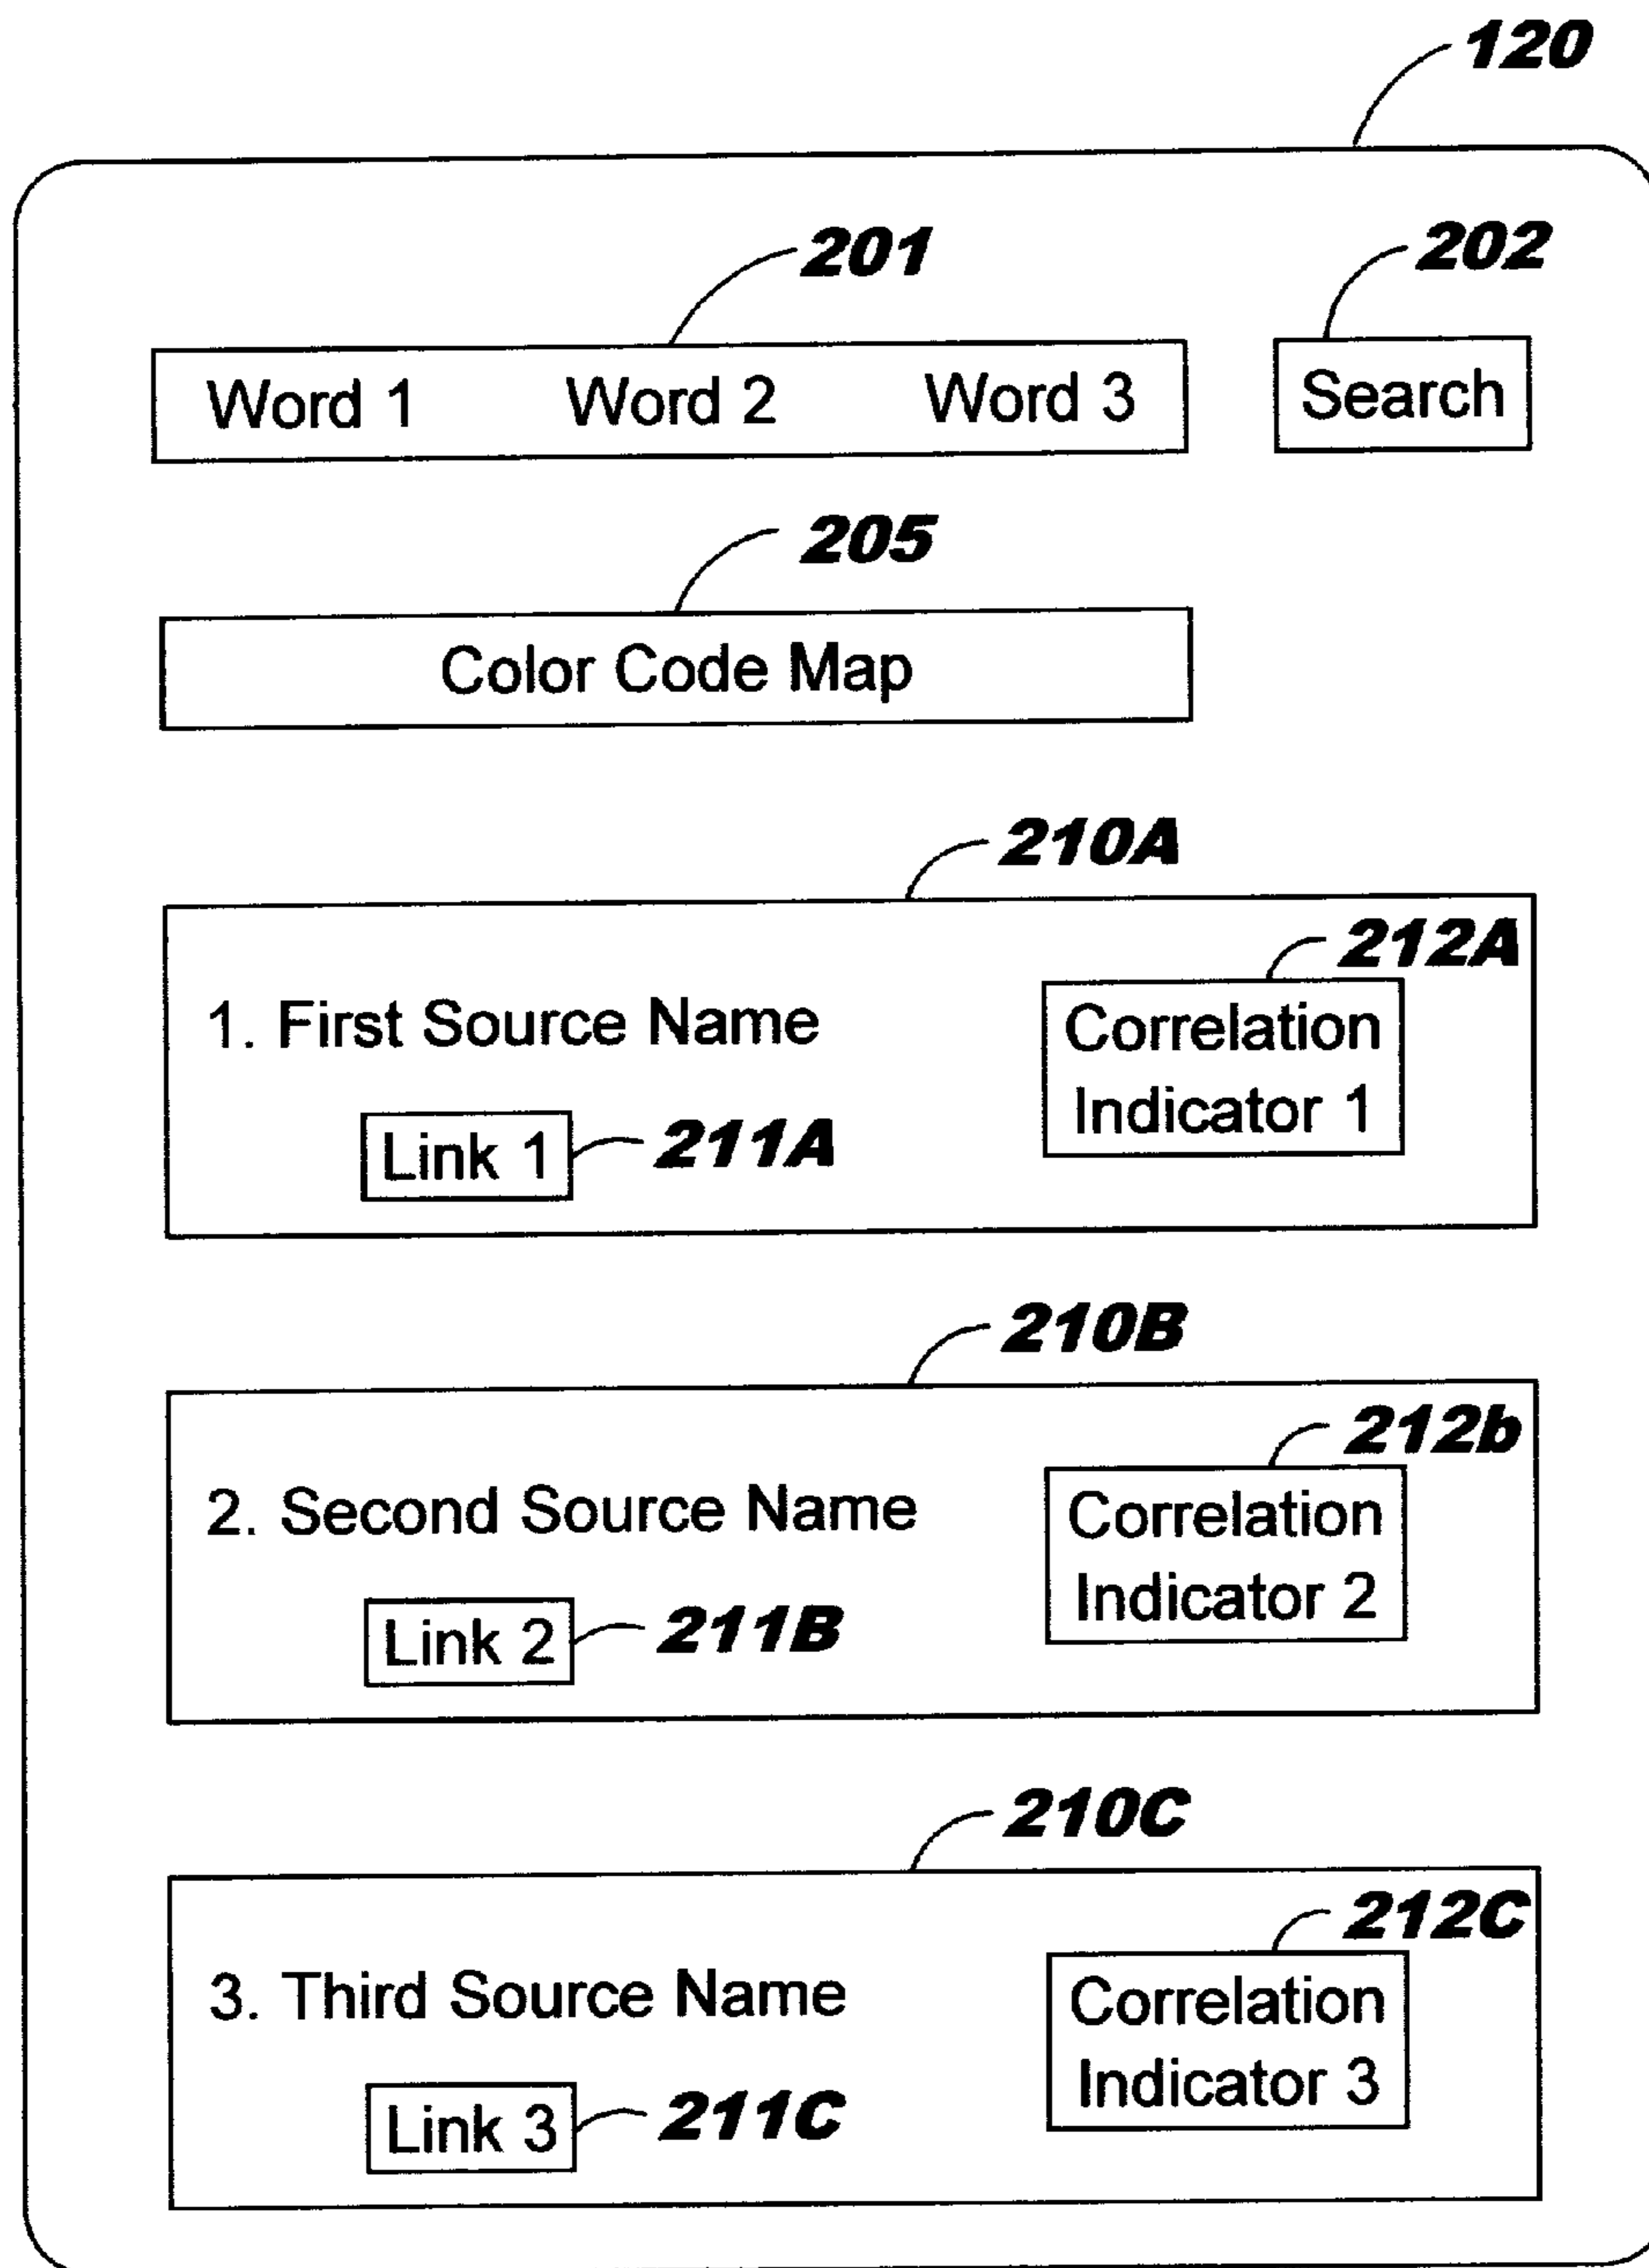 120
201
202
Word 1 Word 2 Word 3 Search
205
Color Code Map
210A
212A
1. First Source Name
Correlation
Indicator 1
Link 1 211A
210B
212b
2. Second Source Name
Correlation
Indicator 2
Link 2 211B
210C
212C
3. Third Source Name
Correlation
Indicator 3
Link 3 211C